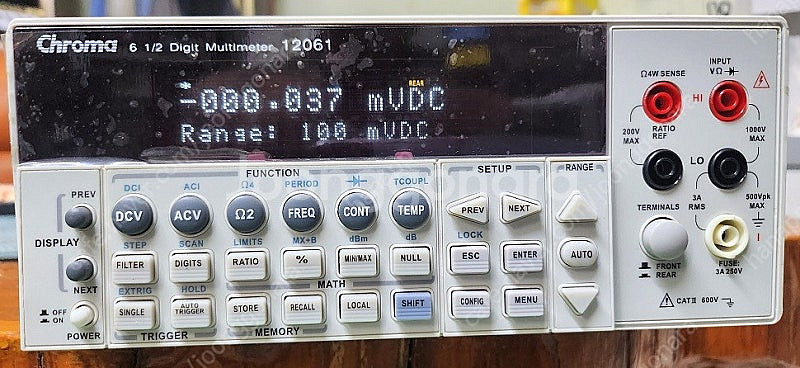 Chroma 6 1/2 Digit Multimeter 12061
REAR
-000.037 mVDC
Range: 100 mVDC
PREV
DISPLAY
NEXT
OFF
ON
POWER
FUNCTION
DCI ACI Ω4 PERIOD TCOUPL
DCV ACV Ω2 FREQ CONT TEMP
STEP SCAN LIMITS MX+B dBm dB
FILTER DIGITS RATIO % MIN/MAX NULL
MATH
EXTRIG HOLD
SINGLE AUTO TRIGGER STORE RECALL LOCAL SHIFT
TRIGGER MEMORY
SETUP
PREV NEXT
LOCK
ESC ENTER
CONFIG MENU
RANGE
AUTO
Ω4W SENSE
INPUT
VΩ
HI
200V
MAX
RATIO
REF
1000V
MAX
LO
TERMINALS
3A
RMS
500Vpk
MAX
I
FRONT
REAR
FUSE:
3A 250V
CAT II 600V
joonggonara